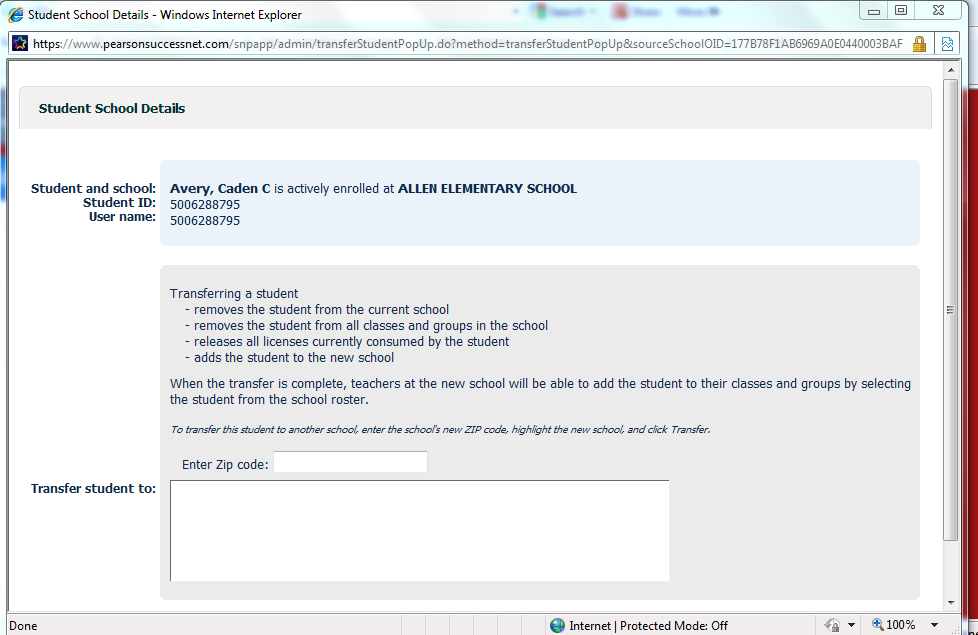 Student School Details - Windows Internet Explorer
https://www.pearsonsuccessnet.com/snpapp/admin/transferStudentPopUp.do?method=transferStudentPopUp&sourceSchoolOID=177B78F1AB6969A0E0440003BAF
Student School Details
Student and school: Avery, Caden C is actively enrolled at ALLEN ELEMENTARY SCHOOL
Student ID: 5006288795
User name: 5006288795
Transferring a student
- removes the student from the current school
- removes the student from all classes and groups in the school
- releases all licenses currently consumed by the student
- adds the student to the new school
When the transfer is complete, teachers at the new school will be able to add the student to their classes and groups by selecting
the student from the school roster.
To transfer this student to another school, enter the school's new ZIP code, highlight the new school, and click Transfer.
Enter Zip code:
Transfer student to:
Done
Internet | Protected Mode: Off
100%